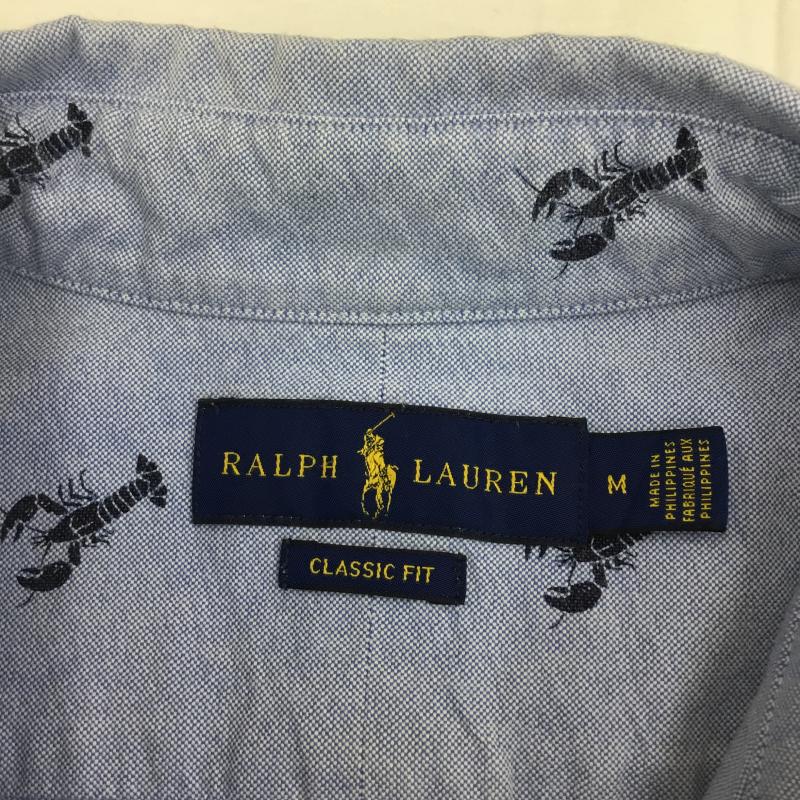 RALPH LAUREN
M
MADE IN
PHILIPPINES
FABRIQUÉ AUX
PHILIPPINES
CLASSIC FIT